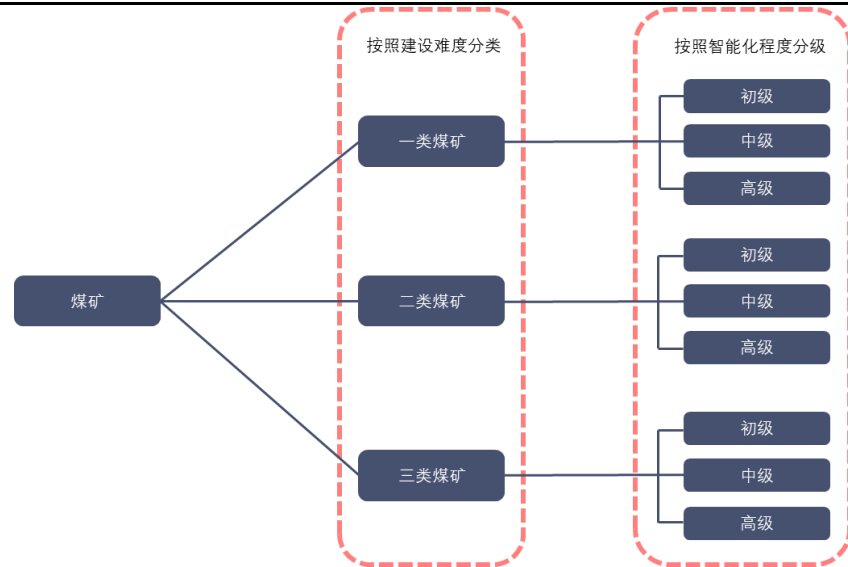 按照建设难度分类
按照智能化程度分级
煤矿
一类煤矿
初级
中级
高级
二类煤矿
初级
中级
高级
三类煤矿
初级
中级
高级